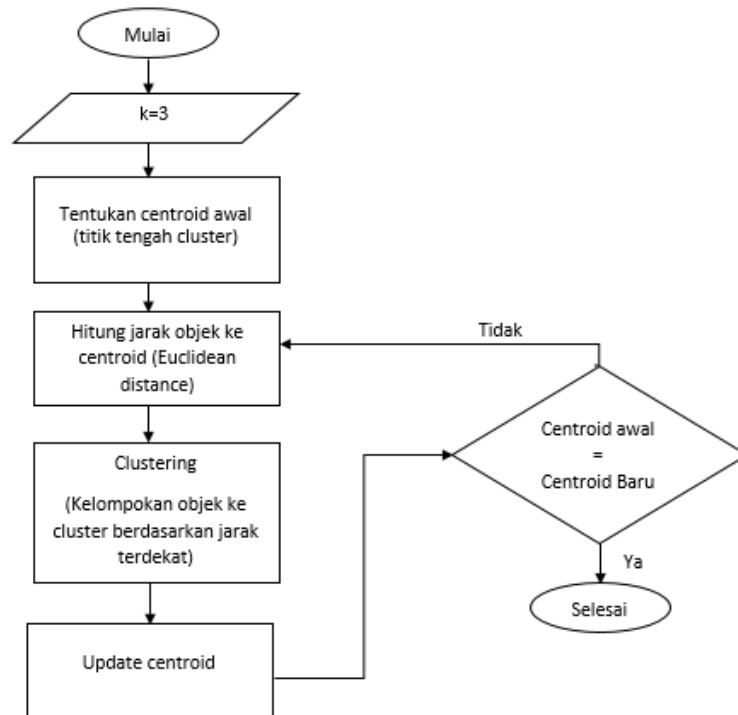 Mulai
k=3
Tentukan centroid awal
(titik tengah cluster)
Hitung jarak objek ke
centroid (Euclidean
distance)
Clustering
(Kelompokan objek ke
cluster berdasarkan jarak
terdekat)
Update centroid
Tidak
Centroid awal
=
Centroid Baru
Ya
Selesai